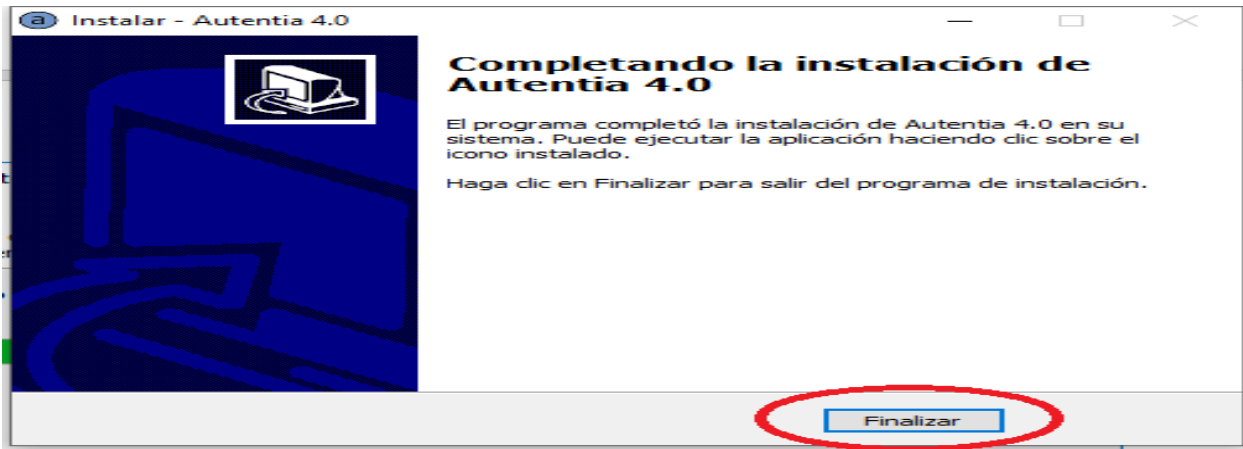 a Instalar - Autentia 4.0
Completando la instalación de
Autentia 4.0
El programa completó la instalación de Autentia 4.0 en su
sistema. Puede ejecutar la aplicación haciendo clic sobre el
icono instalado.
Haga clic en Finalizar para salir del programa de instalación.
Finalizar